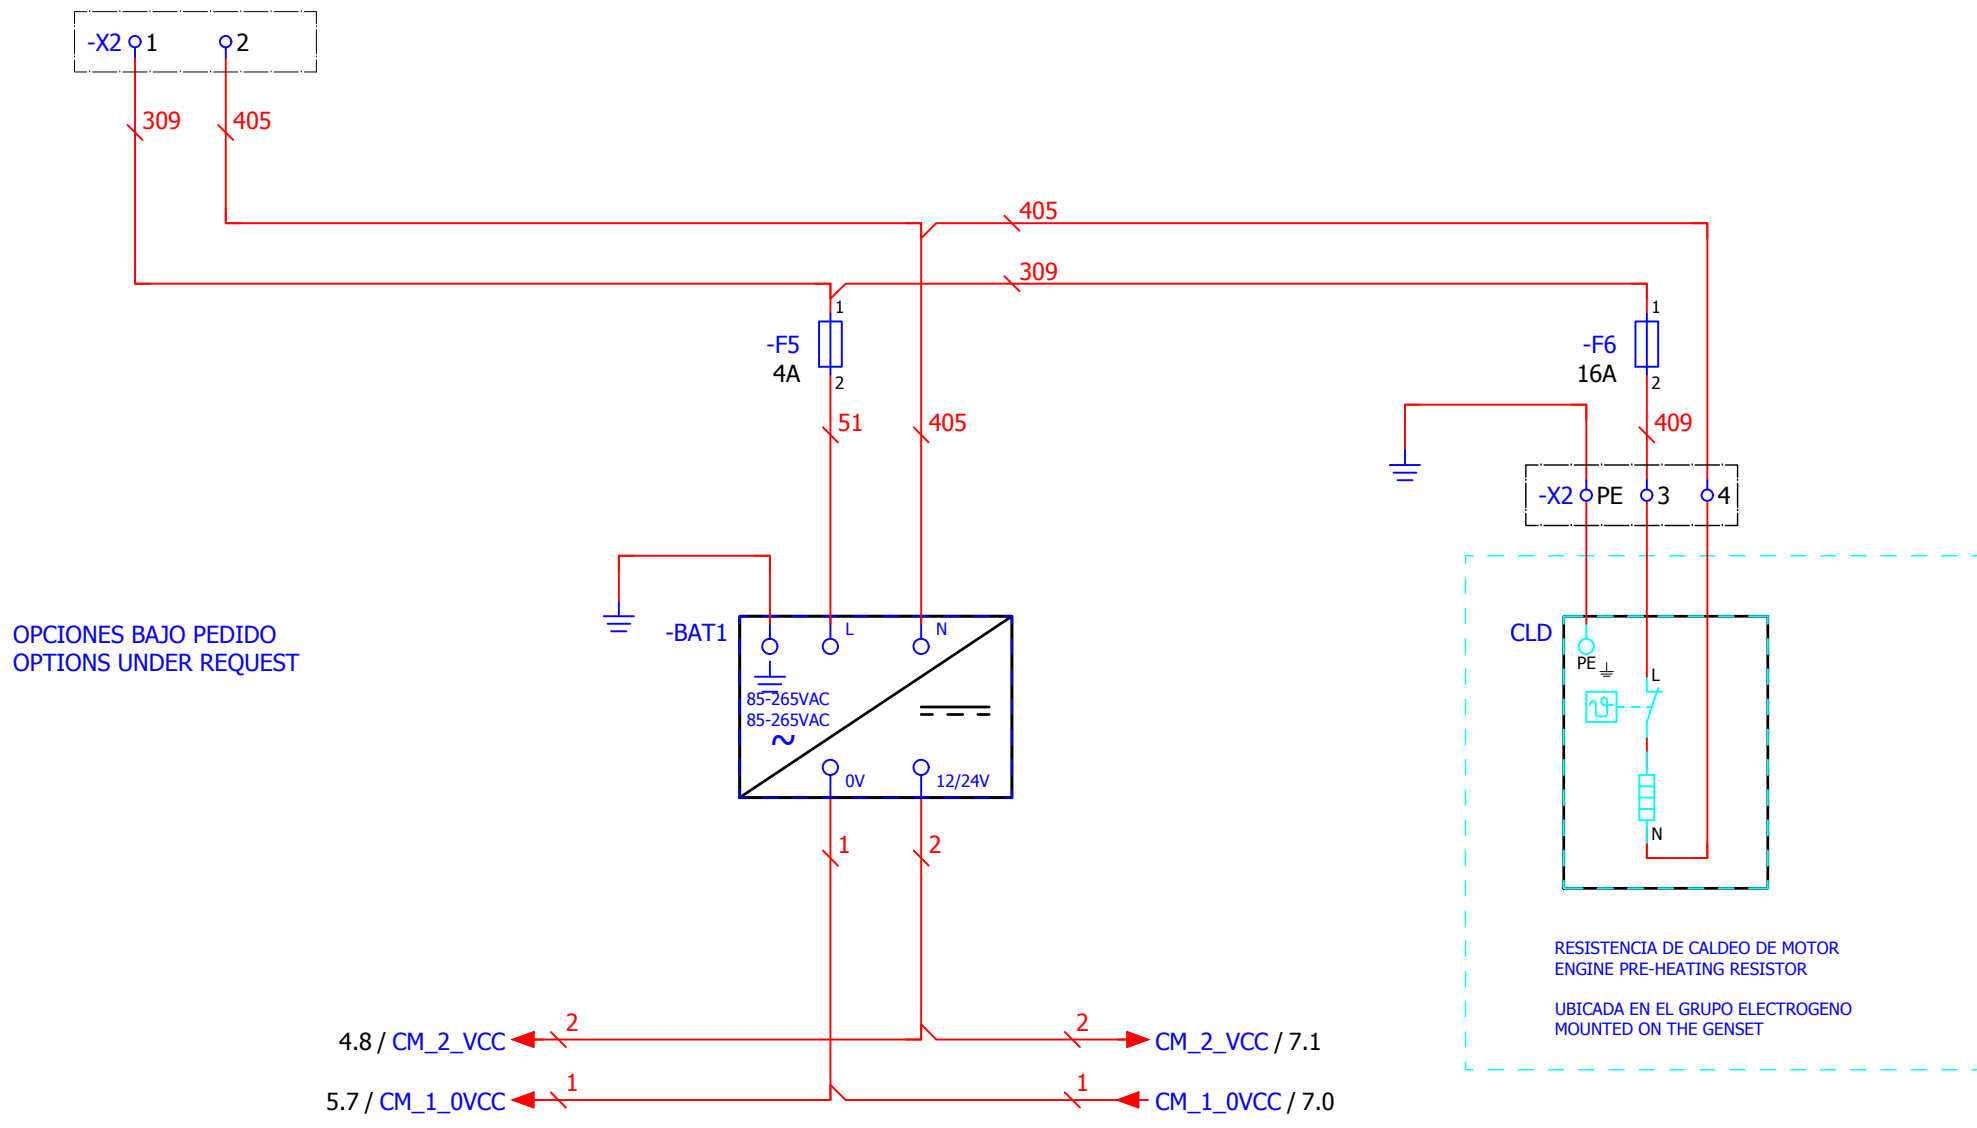 -X2 1 2
309 405
405
309
1 1
-F5 -F6
4A 16A
2 2
51 405 409
-X2 PE 3 4
OPCIONES BAJO PEDIDO
OPTIONS UNDER REQUEST
-BAT1 L N
85-265VAC
85-265VAC
~
0V 12/24V
CLD
PE
L
ϑ
N
1 2
RESISTENCIA DE CALDEO DE MOTOR
ENGINE PRE-HEATING RESISTOR
UBICADA EN EL GRUPO ELECTROGENO
MOUNTED ON THE GENSET
2 2
4.8 / CM_2_VCC CM_2_VCC / 7.1
1 1
5.7 / CM_1_0VCC CM_1_0VCC / 7.0